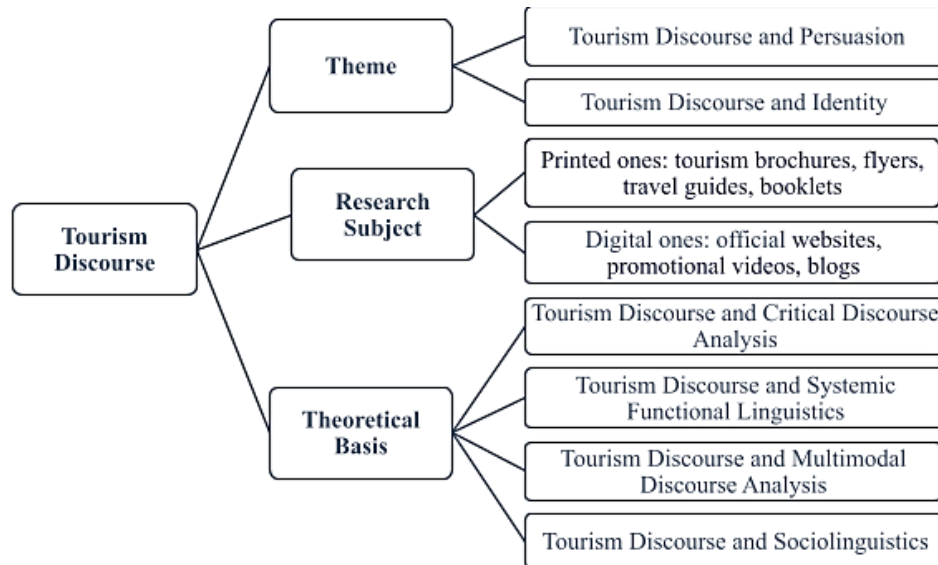 Tourism
Discourse
Theme
Tourism Discourse and Persuasion
Tourism Discourse and Identity
Research
Subject
Printed ones: tourism brochures, flyers,
travel guides, booklets
Digital ones: official websites,
promotional videos, blogs
Theoretical
Basis
Tourism Discourse and Critical Discourse
Analysis
Tourism Discourse and Systemic
Functional Linguistics
Tourism Discourse and Multimodal
Discourse Analysis
Tourism Discourse and Sociolinguistics